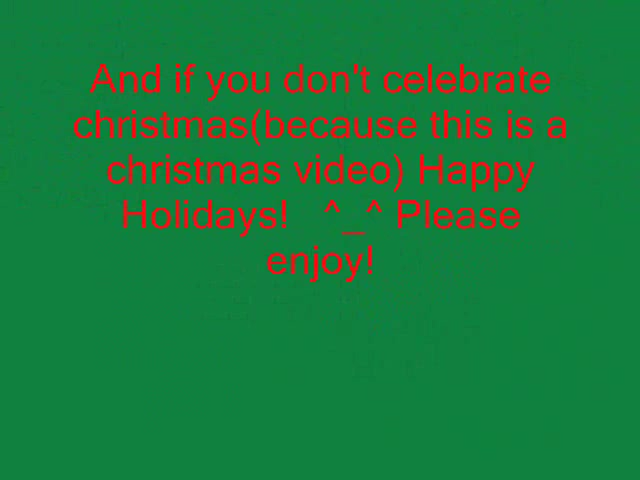 And if you don't celebrate
christmas(because this is a
christmas video) Happy
Holidays!   ^_^ Please
enjoy!